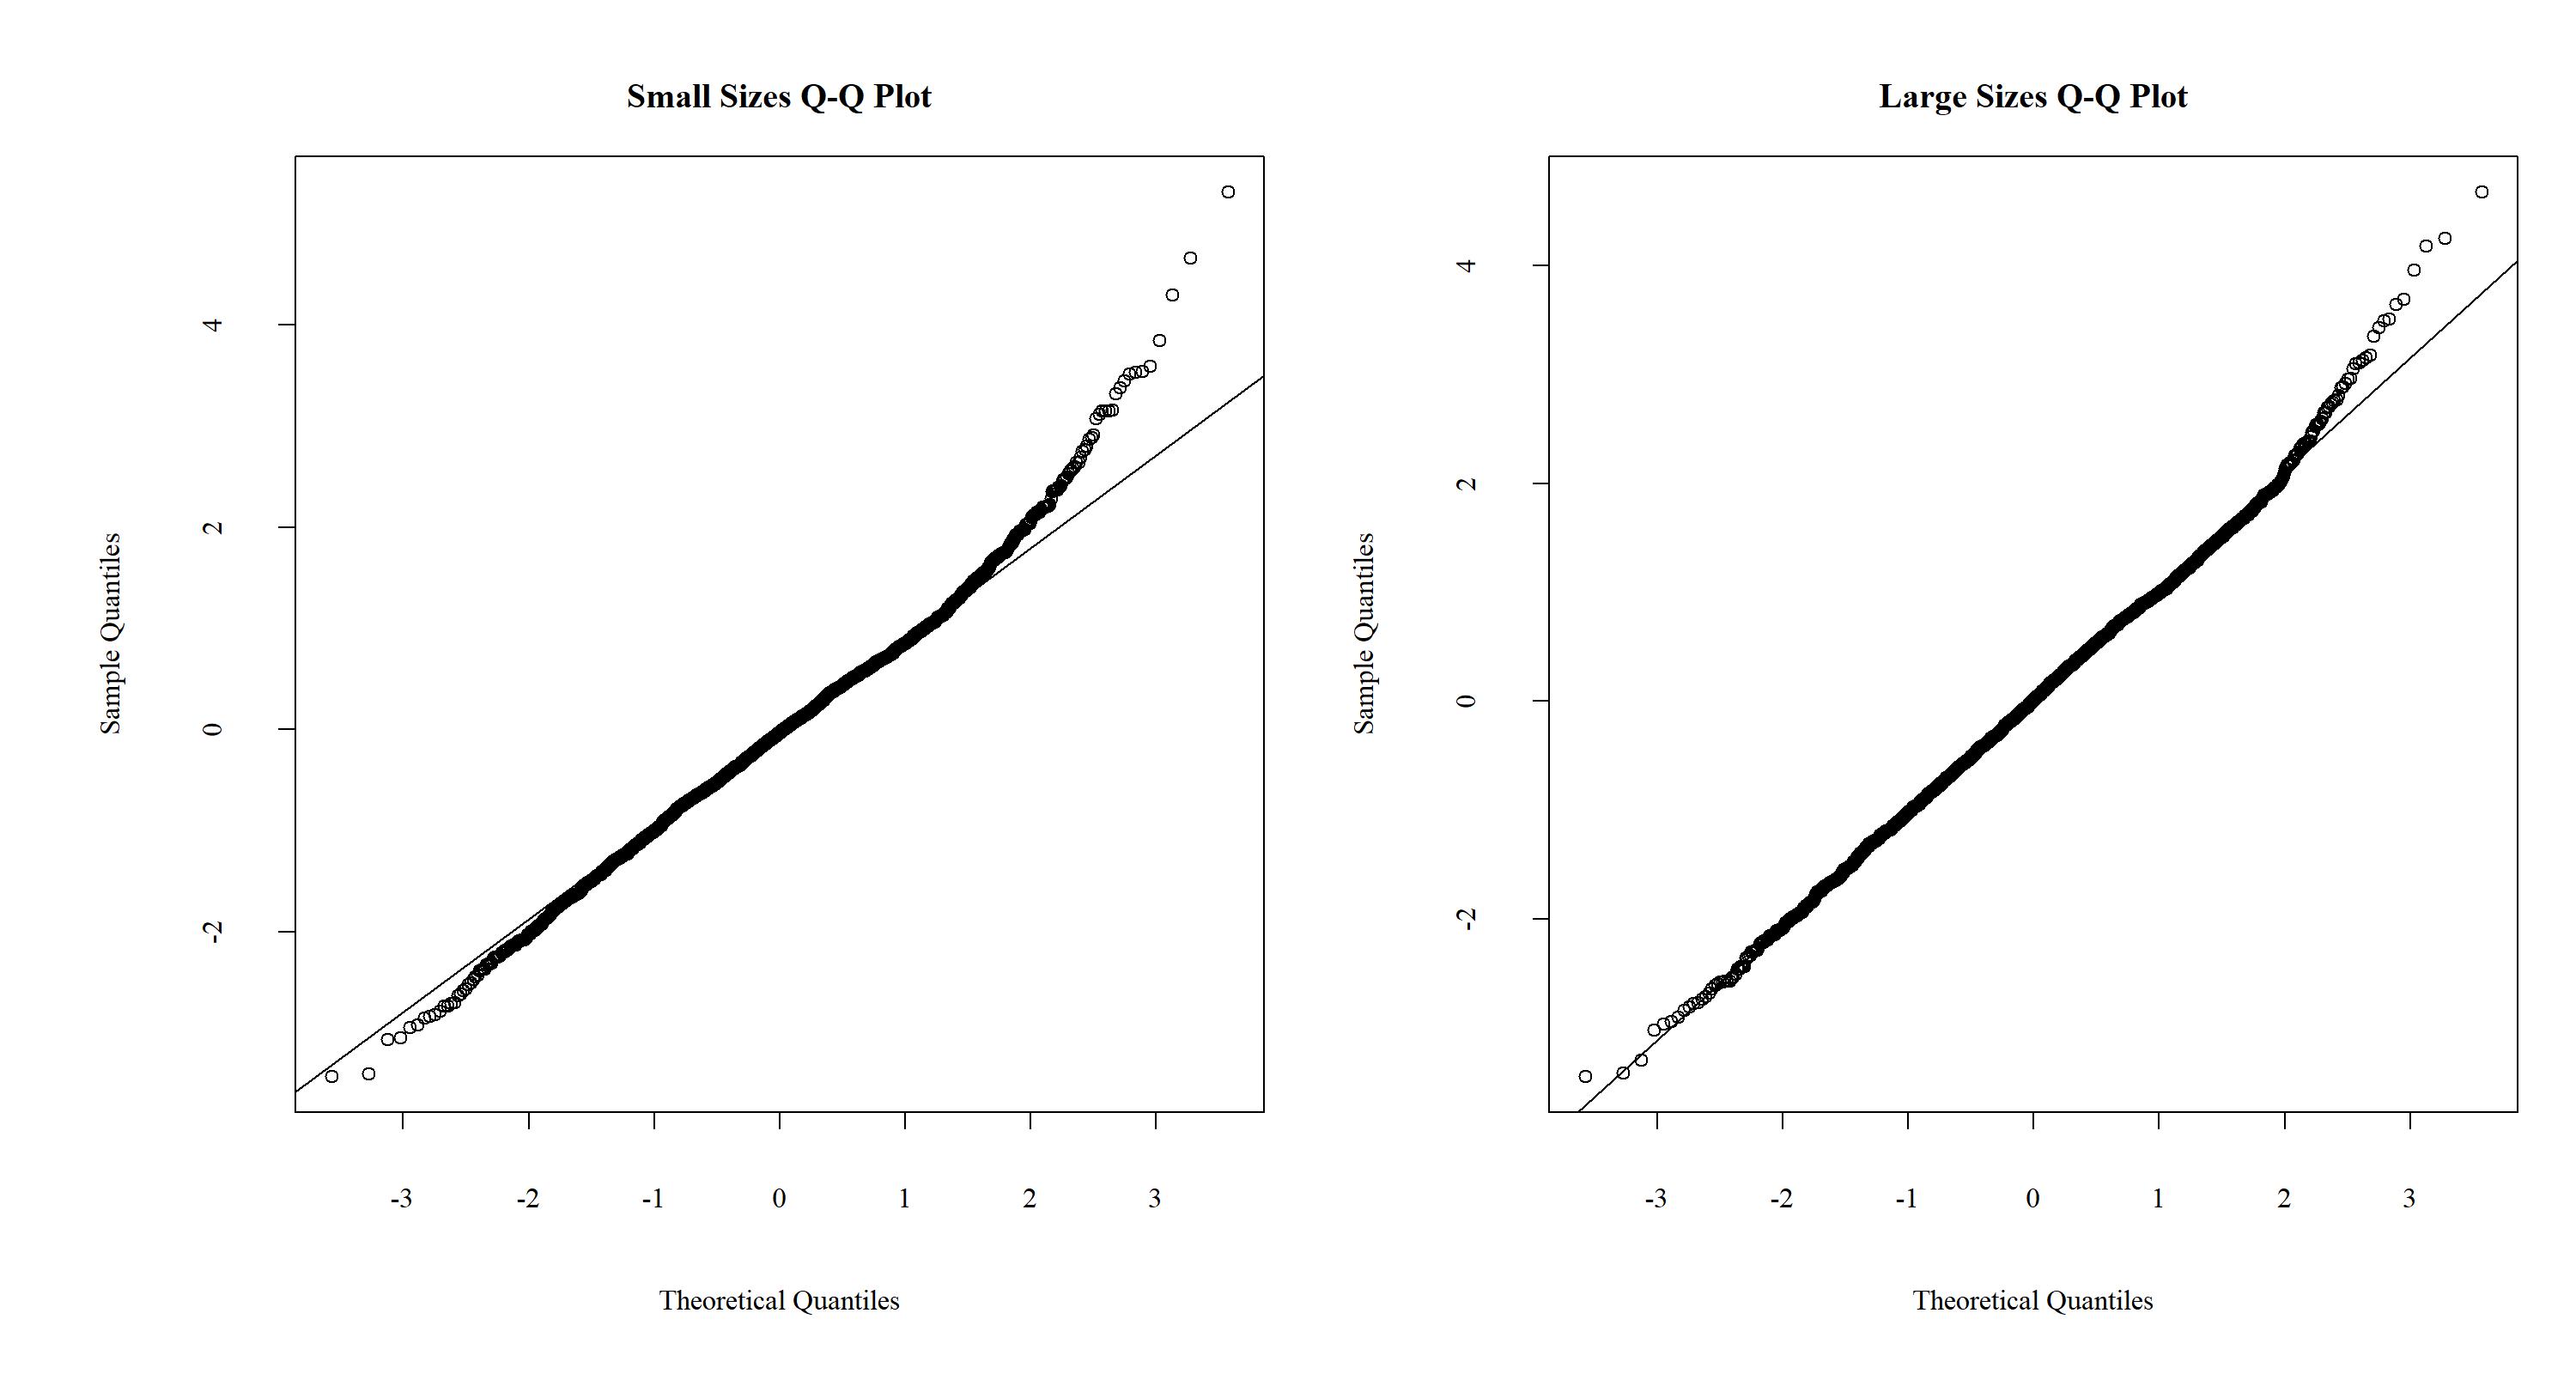 Small Sizes Q-Q Plot
Sample Quantiles
4
2
0
-2
-3 -2 -1 0 1 2 3
Theoretical Quantiles
Large Sizes Q-Q Plot
Sample Quantiles
4
2
0
-2
-3 -2 -1 0 1 2 3
Theoretical Quantiles